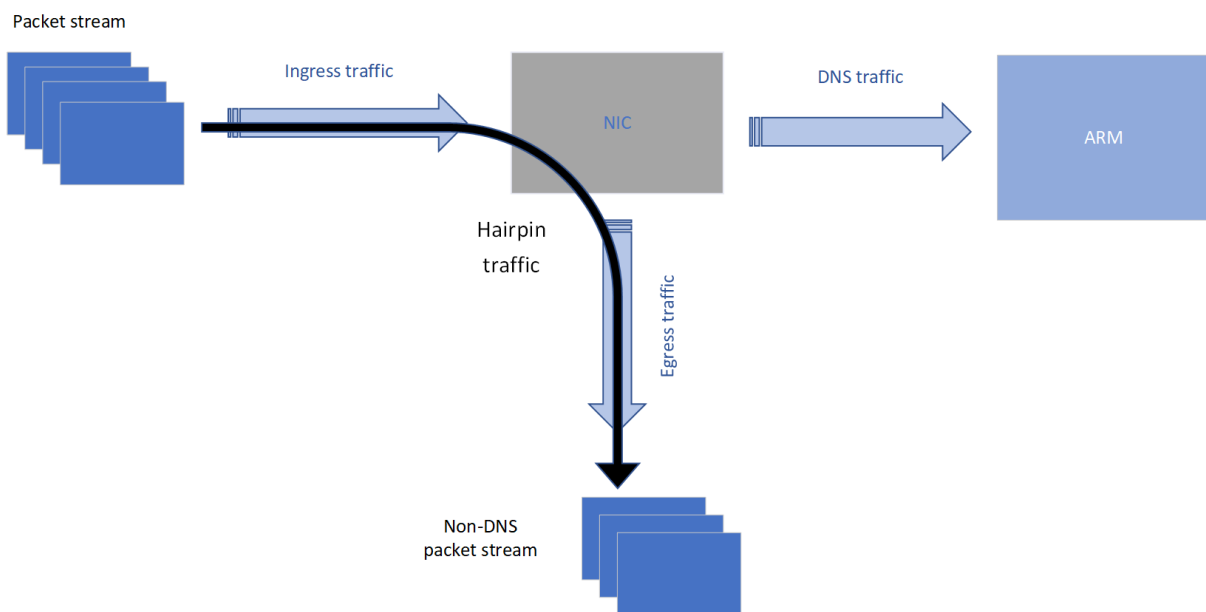 Packet stream
Ingress traffic
NIC
DNS traffic
ARM
Hairpin
traffic
Egress traffic
Non-DNS
packet stream